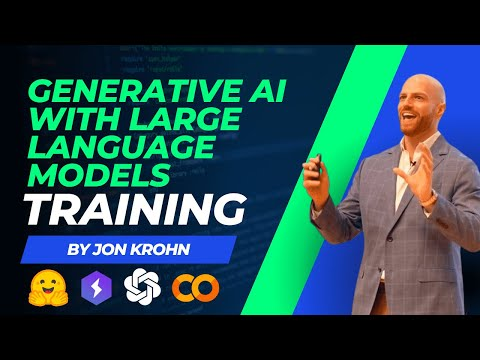 GENERATIVE AI
WITH LARGE
LANGUAGE
MODELS
TRAINING
BY JON KROHN
CO